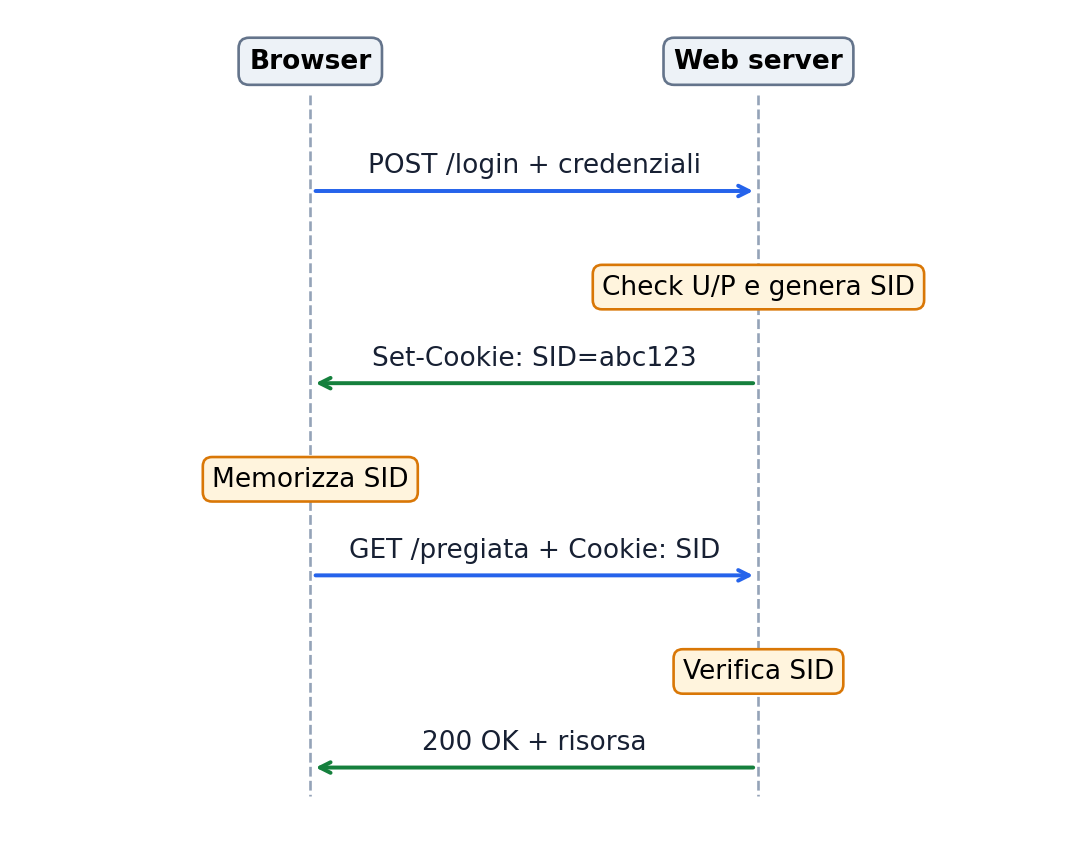 Browser
Web server
POST /login + credenziali
Check U/P e genera SID
Set-Cookie: SID=abc123
Memorizza SID
GET /pregiata + Cookie: SID
Verifica SID
200 OK + risorsa